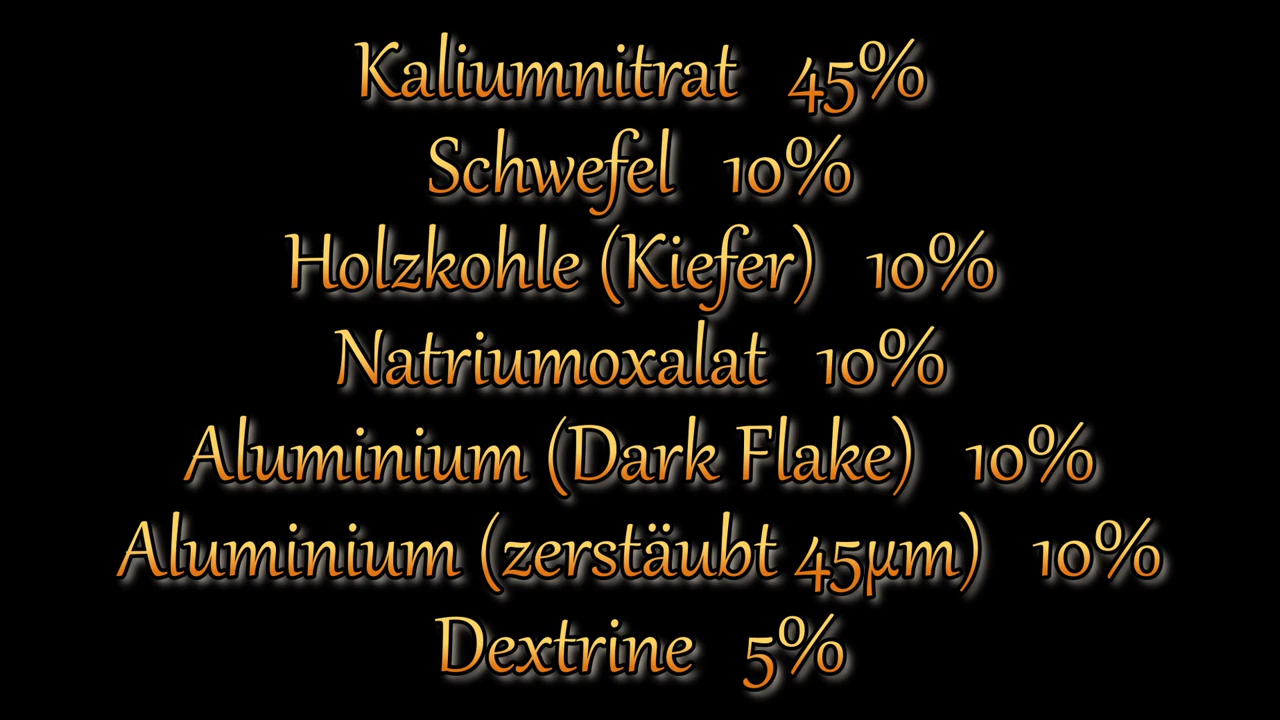 Kaliumnitrat 45%
Schwefel 10%
Holzkohle (Kiefer) 10%
Natriumoxalat 10%
Aluminium (Dark Flake) 10%
Aluminium (zerstäubt 45µm) 10%
Dextrine 5%